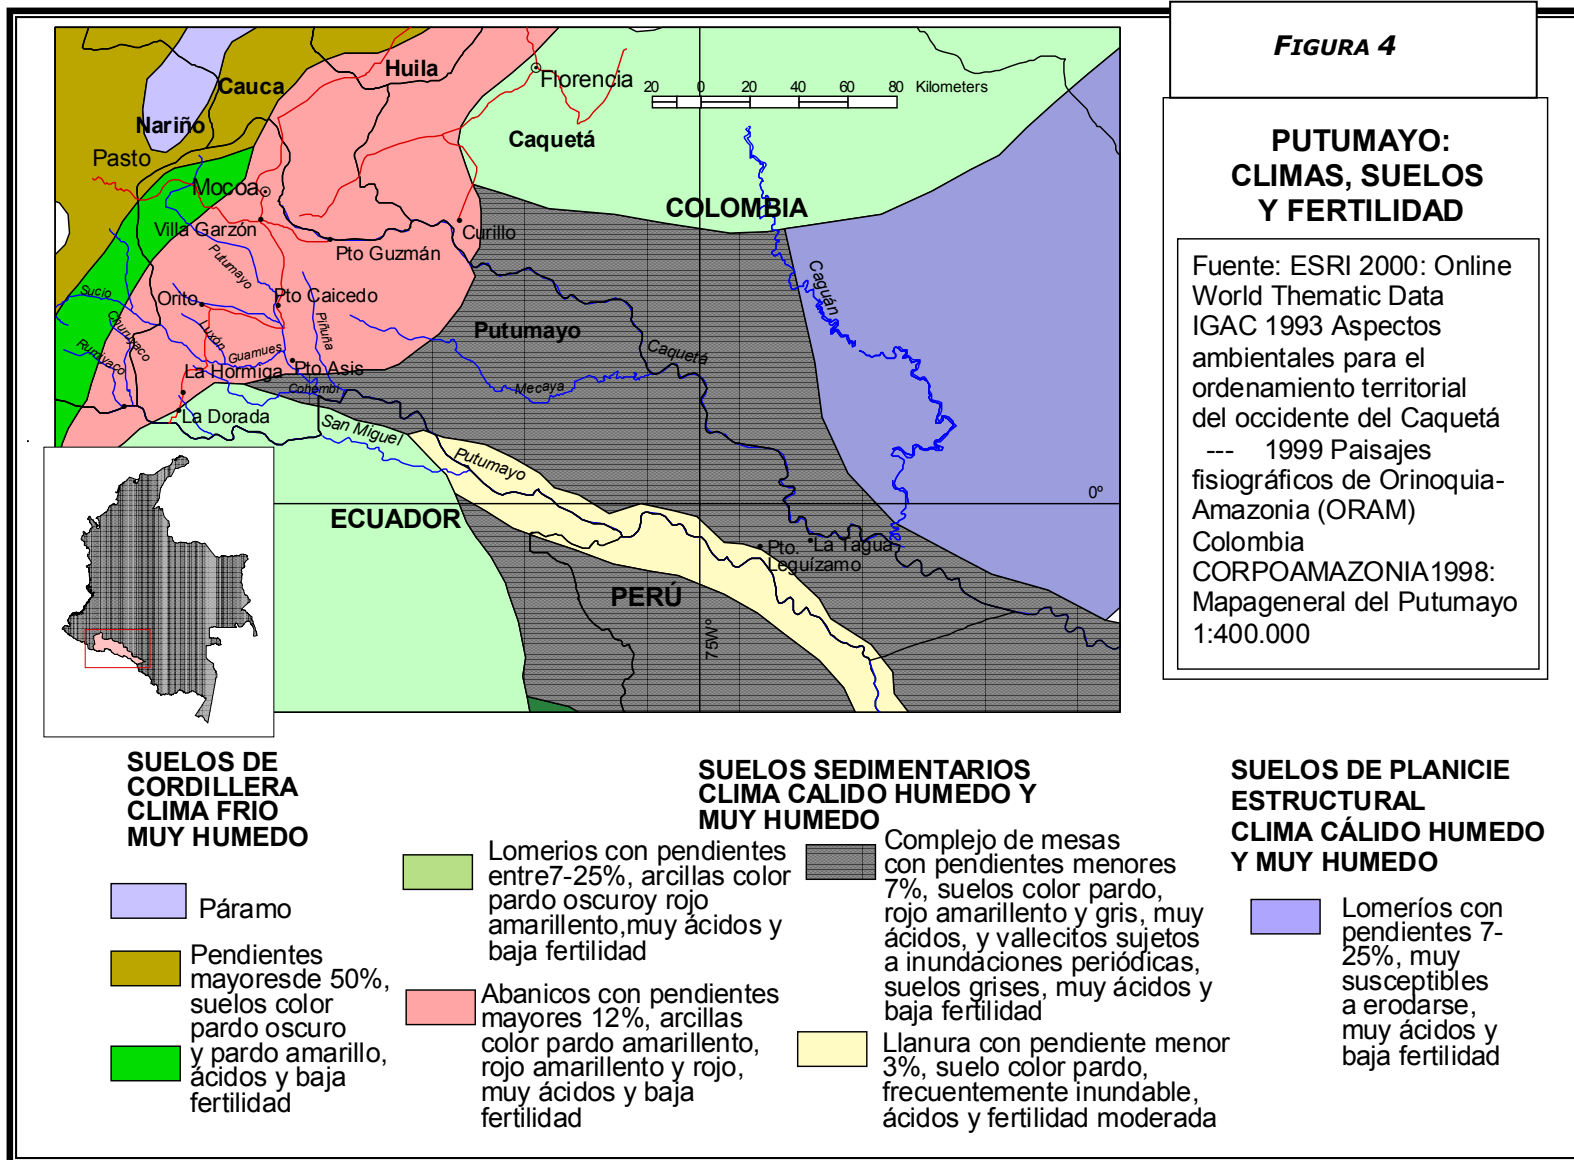 FIGURA 4
PUTUMAYO:
CLIMAS, SUELOS
Y FERTILIDAD
Fuente: ESRI 2000: Online
World Thematic Data
IGAC 1993 Aspectos
ambientales para el
ordenamiento territorial
del occidente del Caquetá
--- 1999 Paisajes
fisiográficos de Orinoquia-
Amazonia (ORAM)
Colombia
CORPOAMAZONIA1998:
Mapageneral del Putumayo
1:400.000
Huila
Cauca
Florencia
20 0 20 40 60 80 Kilometers
Nariño
Caquetá
Pasto
Mocoa
COLOMBIA
Villa Garzón
Curillo
Pto Guzmán
Putumayo
Caguán
Sucio
Orito
Pto Caicedo
Churuyaco
Luxón
Piñuña
Putumayo
Rumiyaco
Guamues
Caquetá
La Hormiga
Pto Asis
Cohembi
Mecaya
La Dorada
San Miguel
Putumayo
0º
ECUADOR
Pto.
Leguízamo
La Tagua
PERÚ
75Wº
SUELOS DE
CORDILLERA
CLIMA FRIO
MUY HUMEDO
Páramo
Pendientes
mayoresde 50%,
suelos color
pardo oscuro
y pardo amarillo,
ácidos y baja
fertilidad
SUELOS SEDIMENTARIOS
CLIMA CALIDO HUMEDO Y
MUY HUMEDO
Lomerios con pendientes
entre7-25%, arcillas color
pardo oscuroy rojo
amarillento,muy ácidos y
baja fertilidad
Abanicos con pendientes
mayores 12%, arcillas
color pardo amarillento,
rojo amarillento y rojo,
muy ácidos y baja
fertilidad
Complejo de mesas
con pendientes menores
7%, suelos color pardo,
rojo amarillento y gris, muy
ácidos, y vallecitos sujetos
a inundaciones periódicas,
suelos grises, muy ácidos y
baja fertilidad
Llanura con pendiente menor
3%, suelo color pardo,
frecuentemente inundable,
ácidos y fertilidad moderada
SUELOS DE PLANICIE
ESTRUCTURAL
CLIMA CÁLIDO HUMEDO
Y MUY HUMEDO
Lomeríos con
pendientes 7-
25%, muy
susceptibles
a erodarse,
muy ácidos y
baja fertilidad